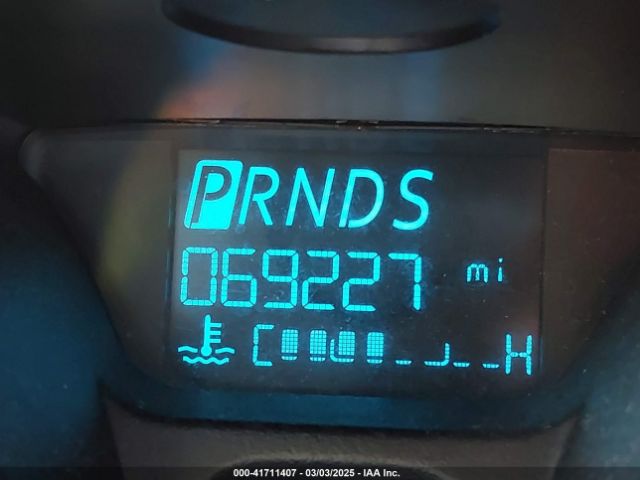 PRNDS
069227 mi
C H
000-41711407 - 03/03/2025 - IAA Inc.